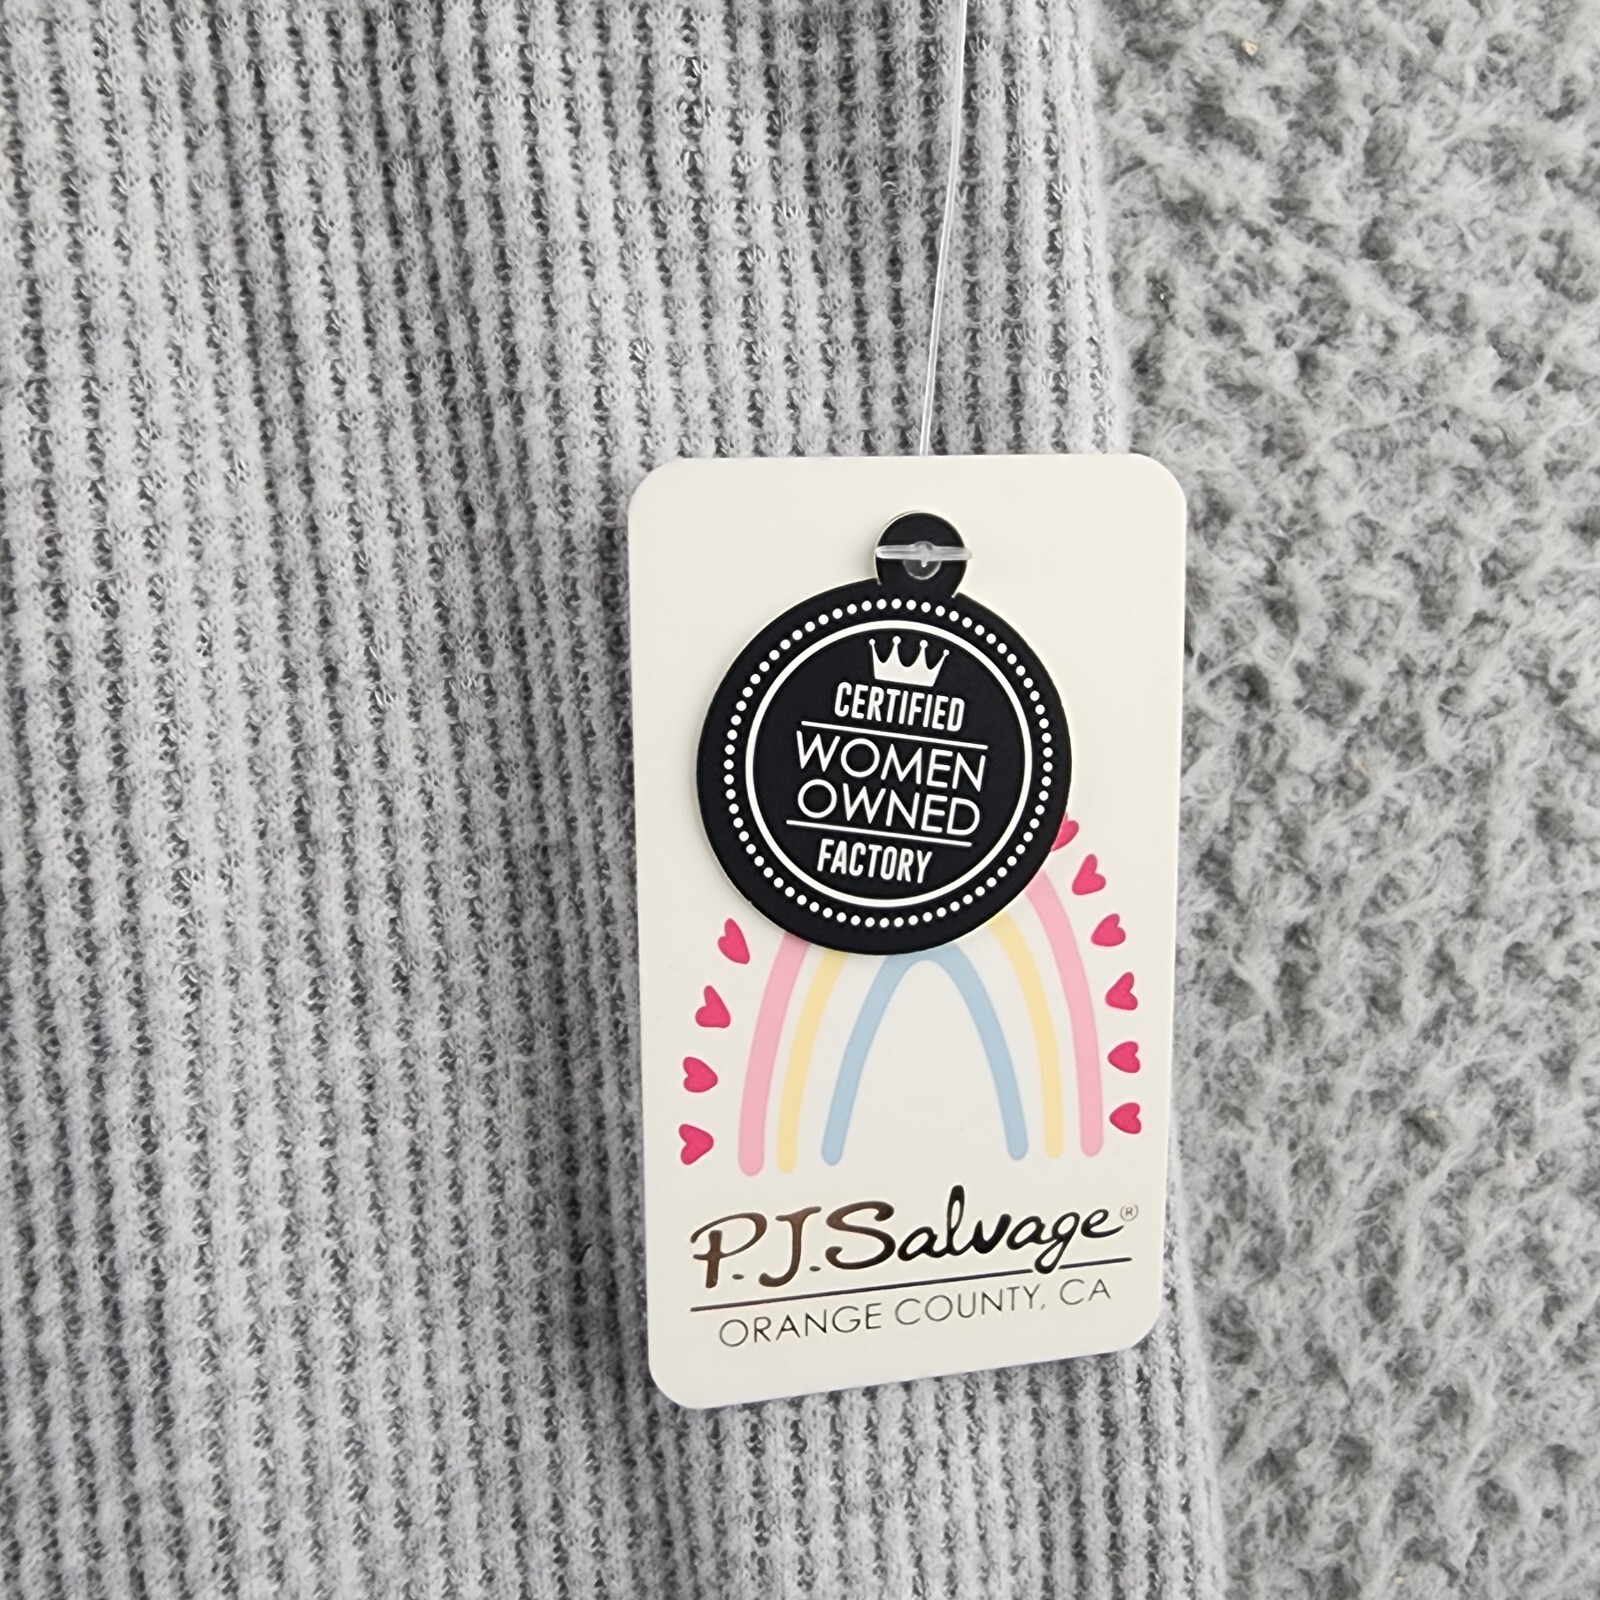 CERTIFIED
WOMEN
OWNED
FACTORY
P.J.Salvage®
ORANGE COUNTY, CA